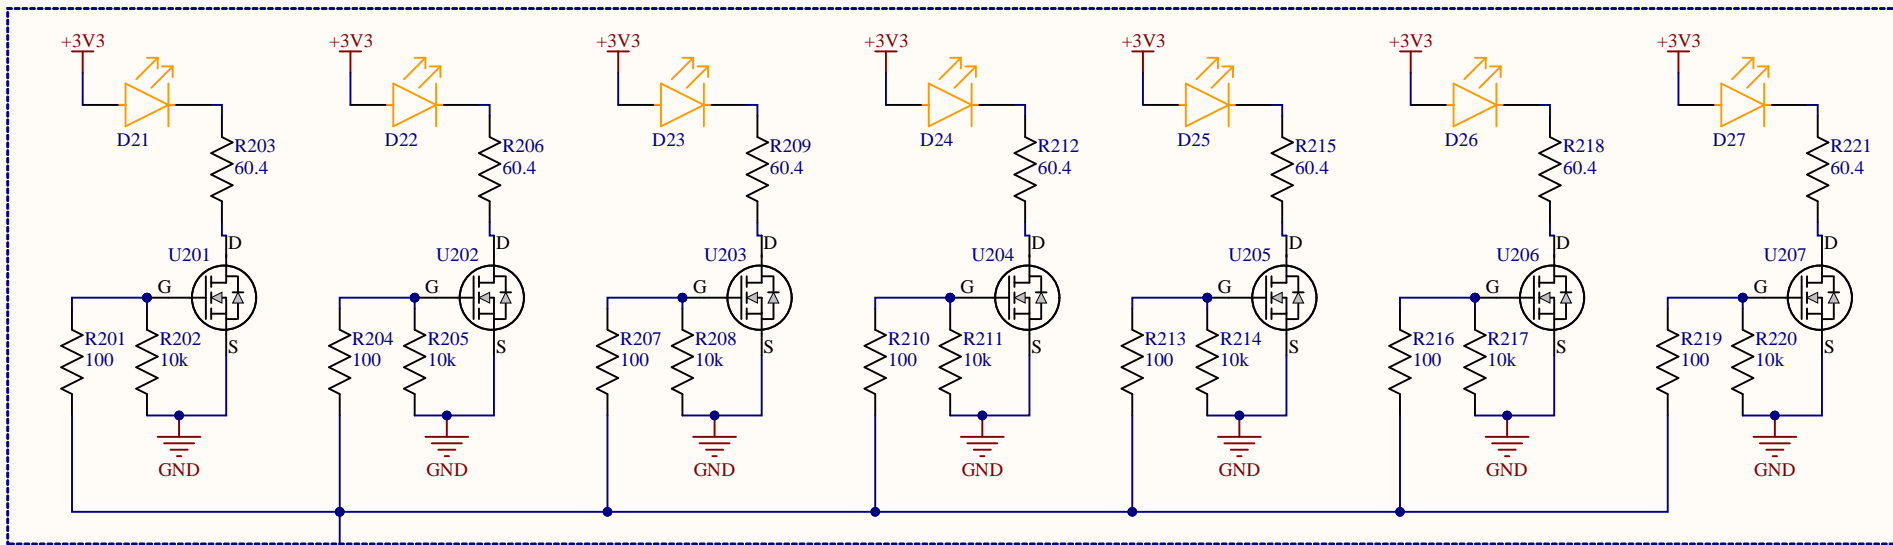 +3V3 +3V3 +3V3 +3V3 +3V3 +3V3 +3V3
D21 D22 D23 D24 D25 D26 D27
R203 R206 R209 R212 R215 R218 R221
60.4 60.4 60.4 60.4 60.4 60.4 60.4
D D D D D D D
U201 U202 U203 U204 U205 U206 U207
G G G G G G G
R201 R202 R204 R205 R207 R208 R210 R211 R213 R214 R216 R217 R219 R220
S S S S S S S
100 10k 100 10k 100 10k 100 10k 100 10k 100 10k 100 10k
GND GND GND GND GND GND GND